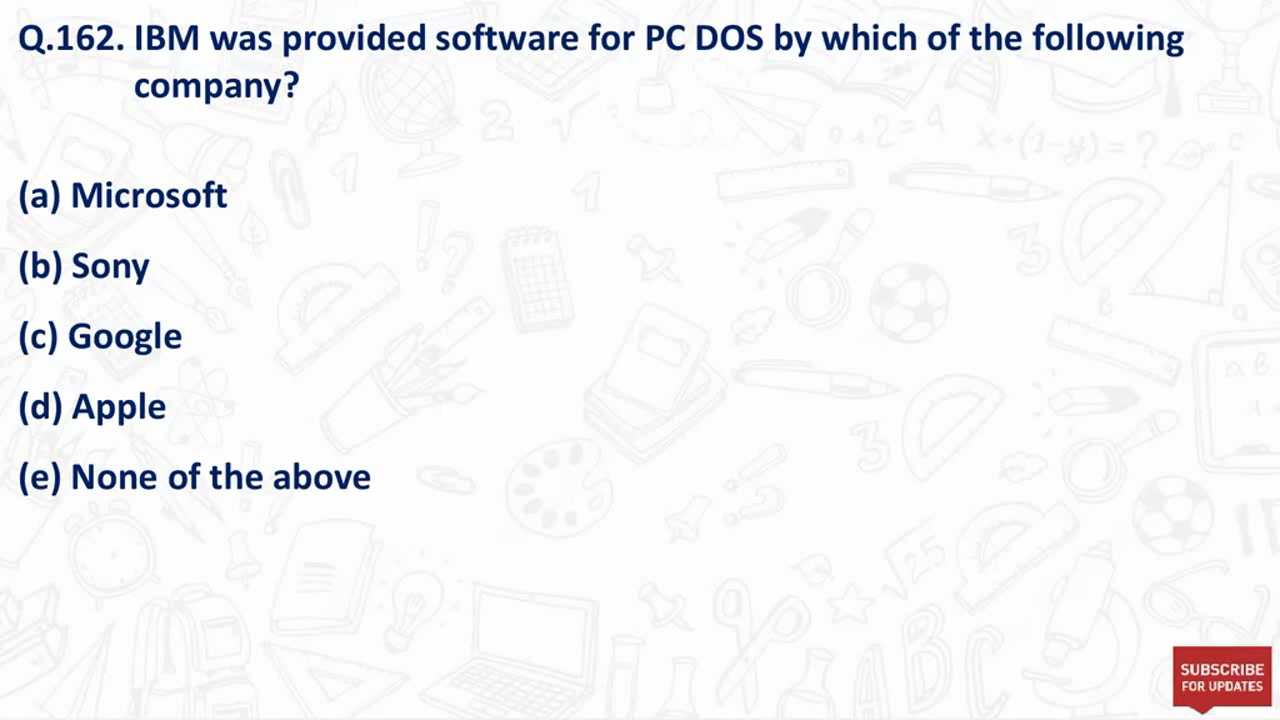 Q.162. IBM was provided software for PC DOS by which of the following
company?
(a) Microsoft
(b) Sony
(c) Google
(d) Apple
(e) None of the above
SUBSCRIBE
FOR UPDATES